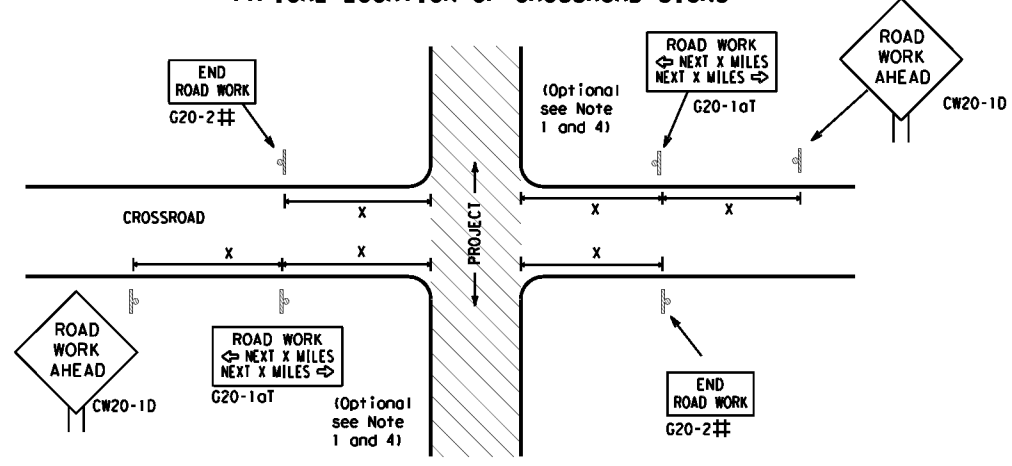 TYPICAL LOCATION OF CROSSROAD SIGNS
END
ROAD WORK
G20-2#
(Optional
see Note
1 and 4)
ROAD WORK
⇦ NEXT X MILES
NEXT X MILES ⇨
G20-1aT
ROAD
WORK
AHEAD
CW20-1D
CROSSROAD
X
X
X
X
X
X
PROJECT
ROAD
WORK
AHEAD
CW20-1D
ROAD WORK
⇦ NEXT X MILES
NEXT X MILES ⇨
G20-1aT
(Optional
see Note
1 and 4)
END
ROAD WORK
G20-2#